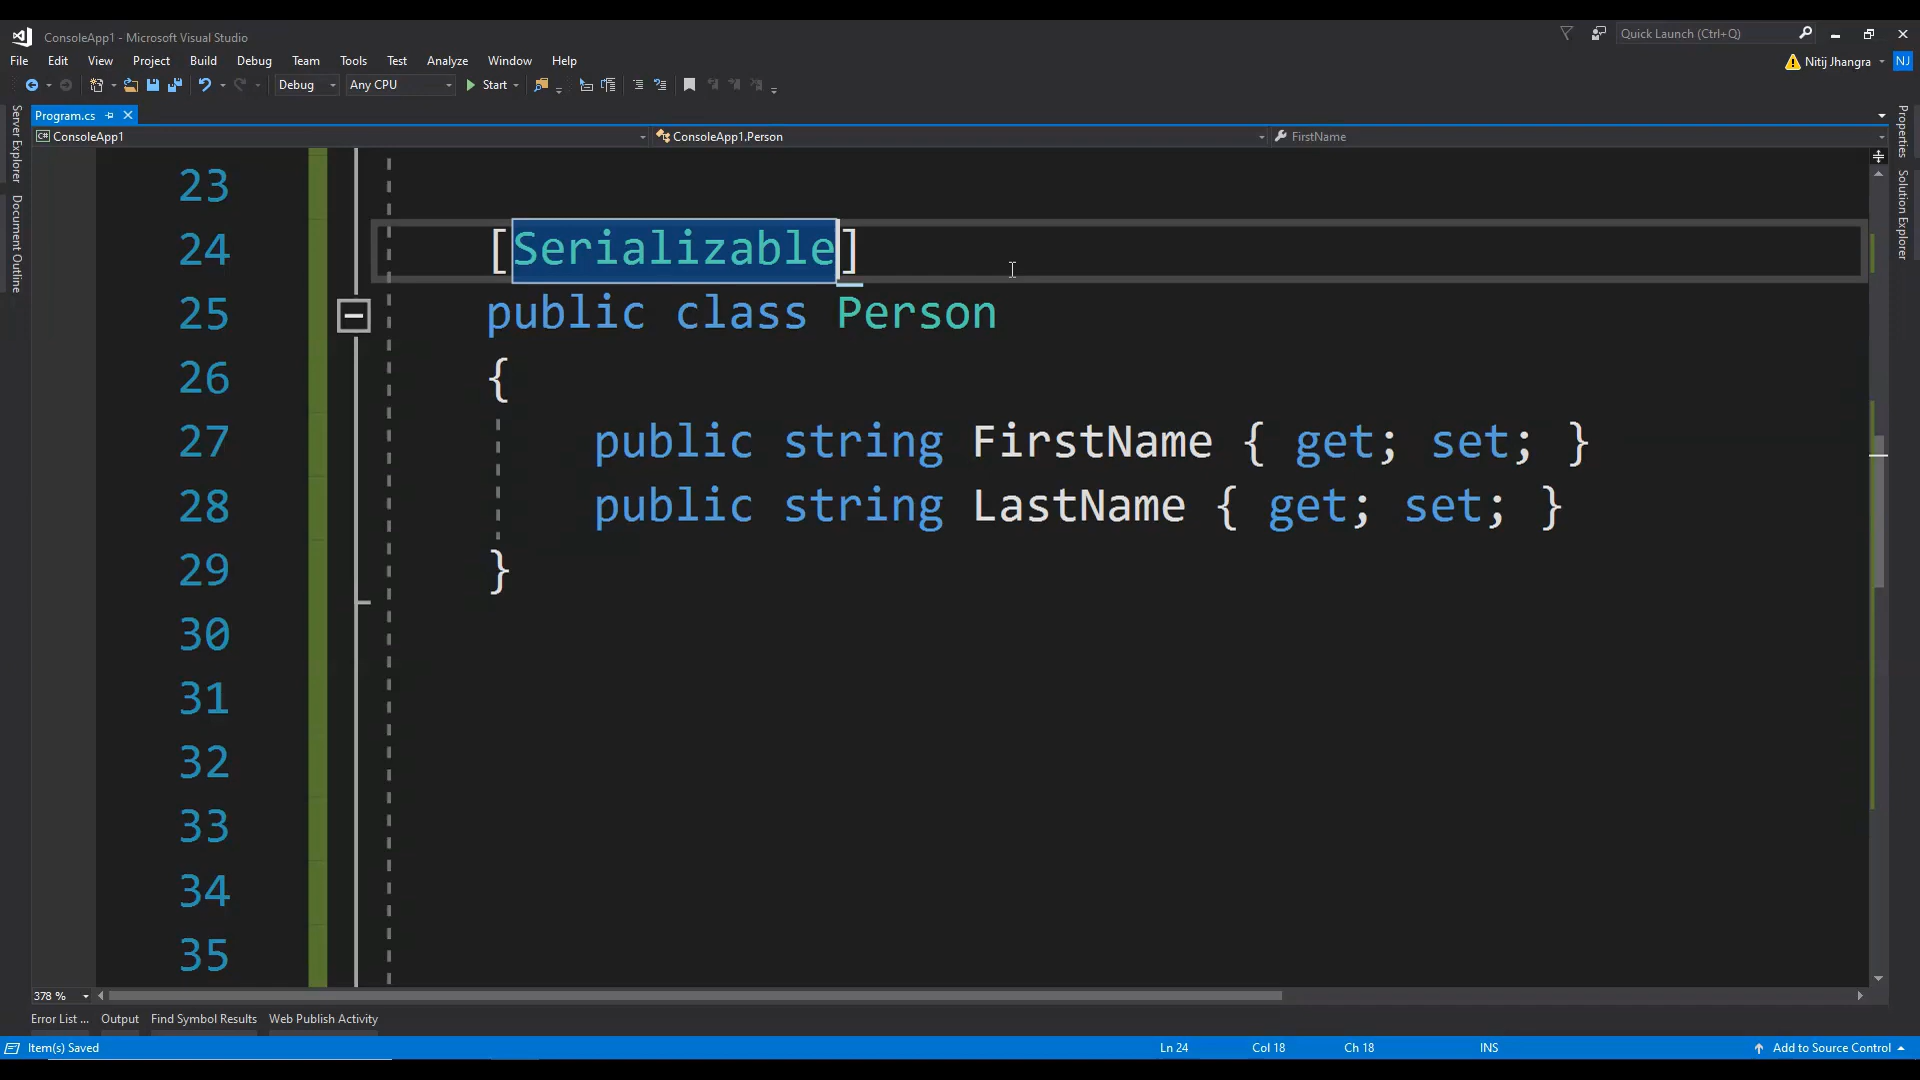 ConsoleApp1 - Microsoft Visual Studio
Quick Launch (Ctrl+Q)
File Edit View Project Build Debug Team Tools Test Analyze Window Help
Nitij Jhangra NJ
Debug Any CPU Start
Program.cs
ConsoleApp1 ConsoleApp1.Person FirstName
Server Explorer
Document Outline
Properties
Solution Explorer
23
24 [Serializable]
25 public class Person
26 {
27 public string FirstName { get; set; }
28 public string LastName { get; set; }
29 }
30
31
32
33
34
35
378 %
Error List ... Output Find Symbol Results Web Publish Activity
Item(s) Saved Ln 24 Col 18 Ch 18 INS Add to Source Control